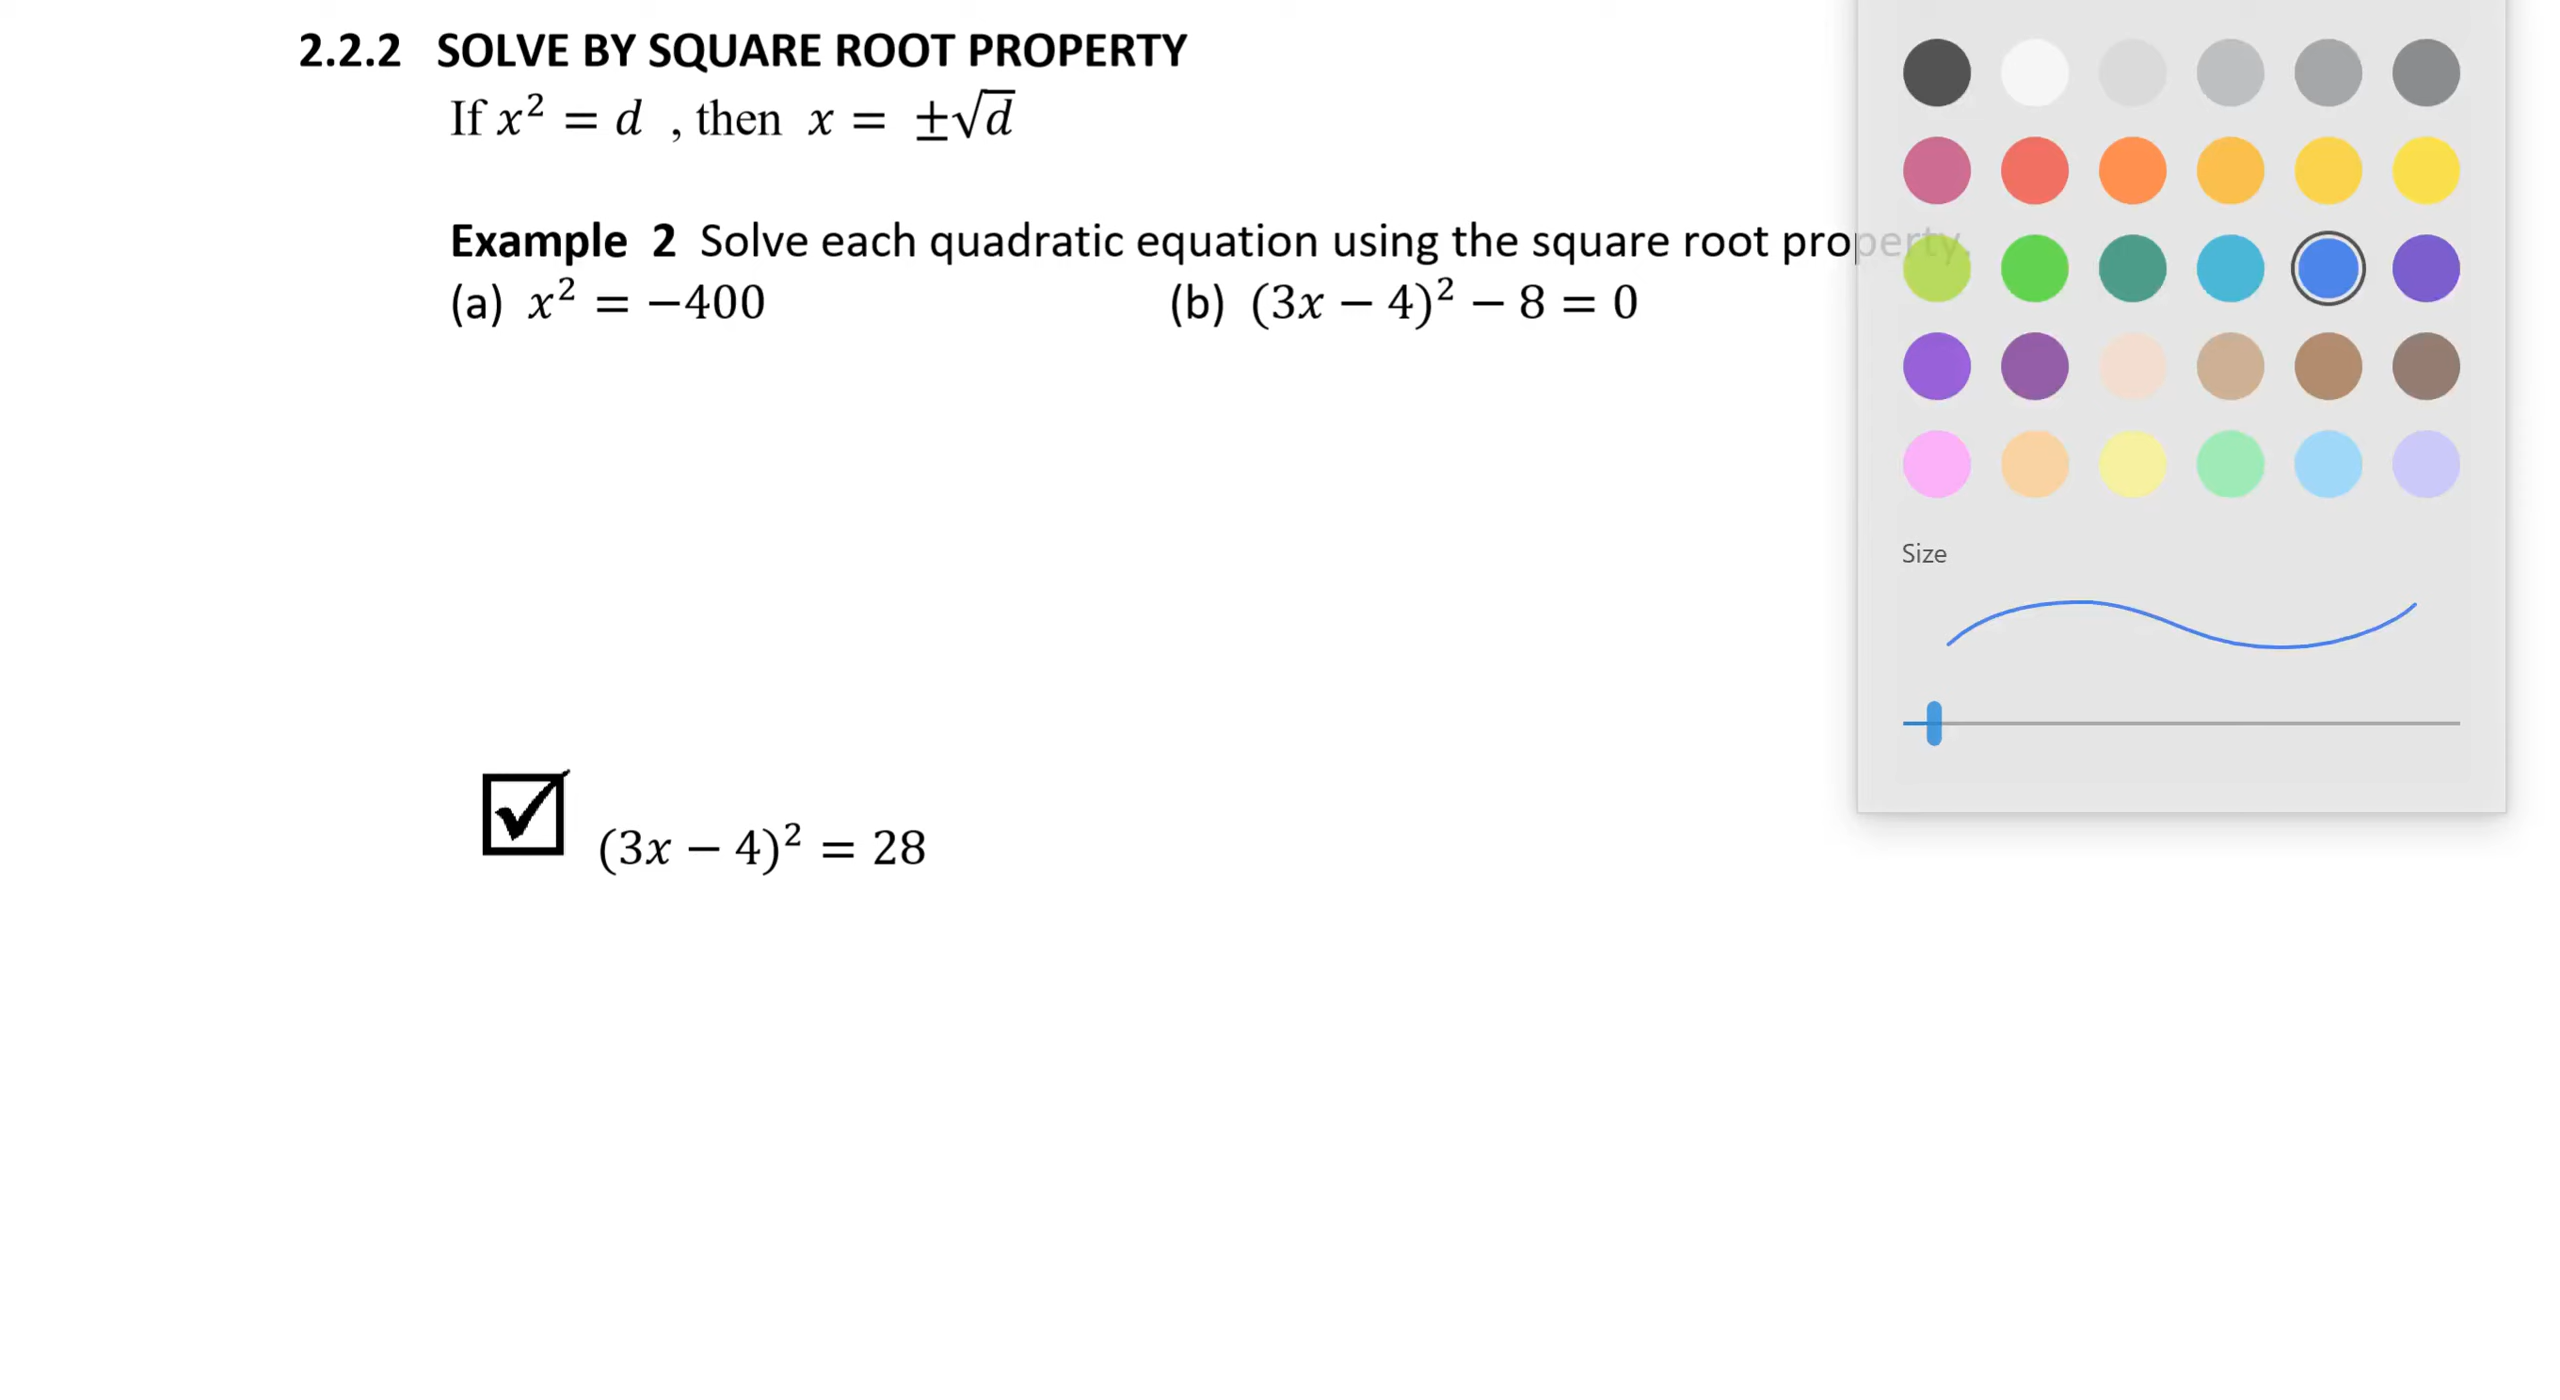 2.2.2 SOLVE BY SQUARE ROOT PROPERTY
If x² = d , then x = ±√d
Example 2 Solve each quadratic equation using the square root property.
(a) x² = −400
(b) (3x − 4)² − 8 = 0
Size
(3x − 4)² = 28